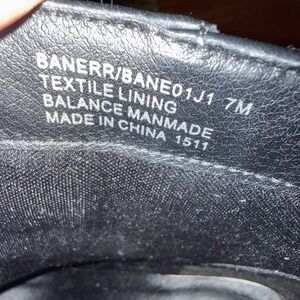 BANERR/BANE01J1 7M
TEXTILE LINING
BALANCE MANMADE
MADE IN CHINA 1511